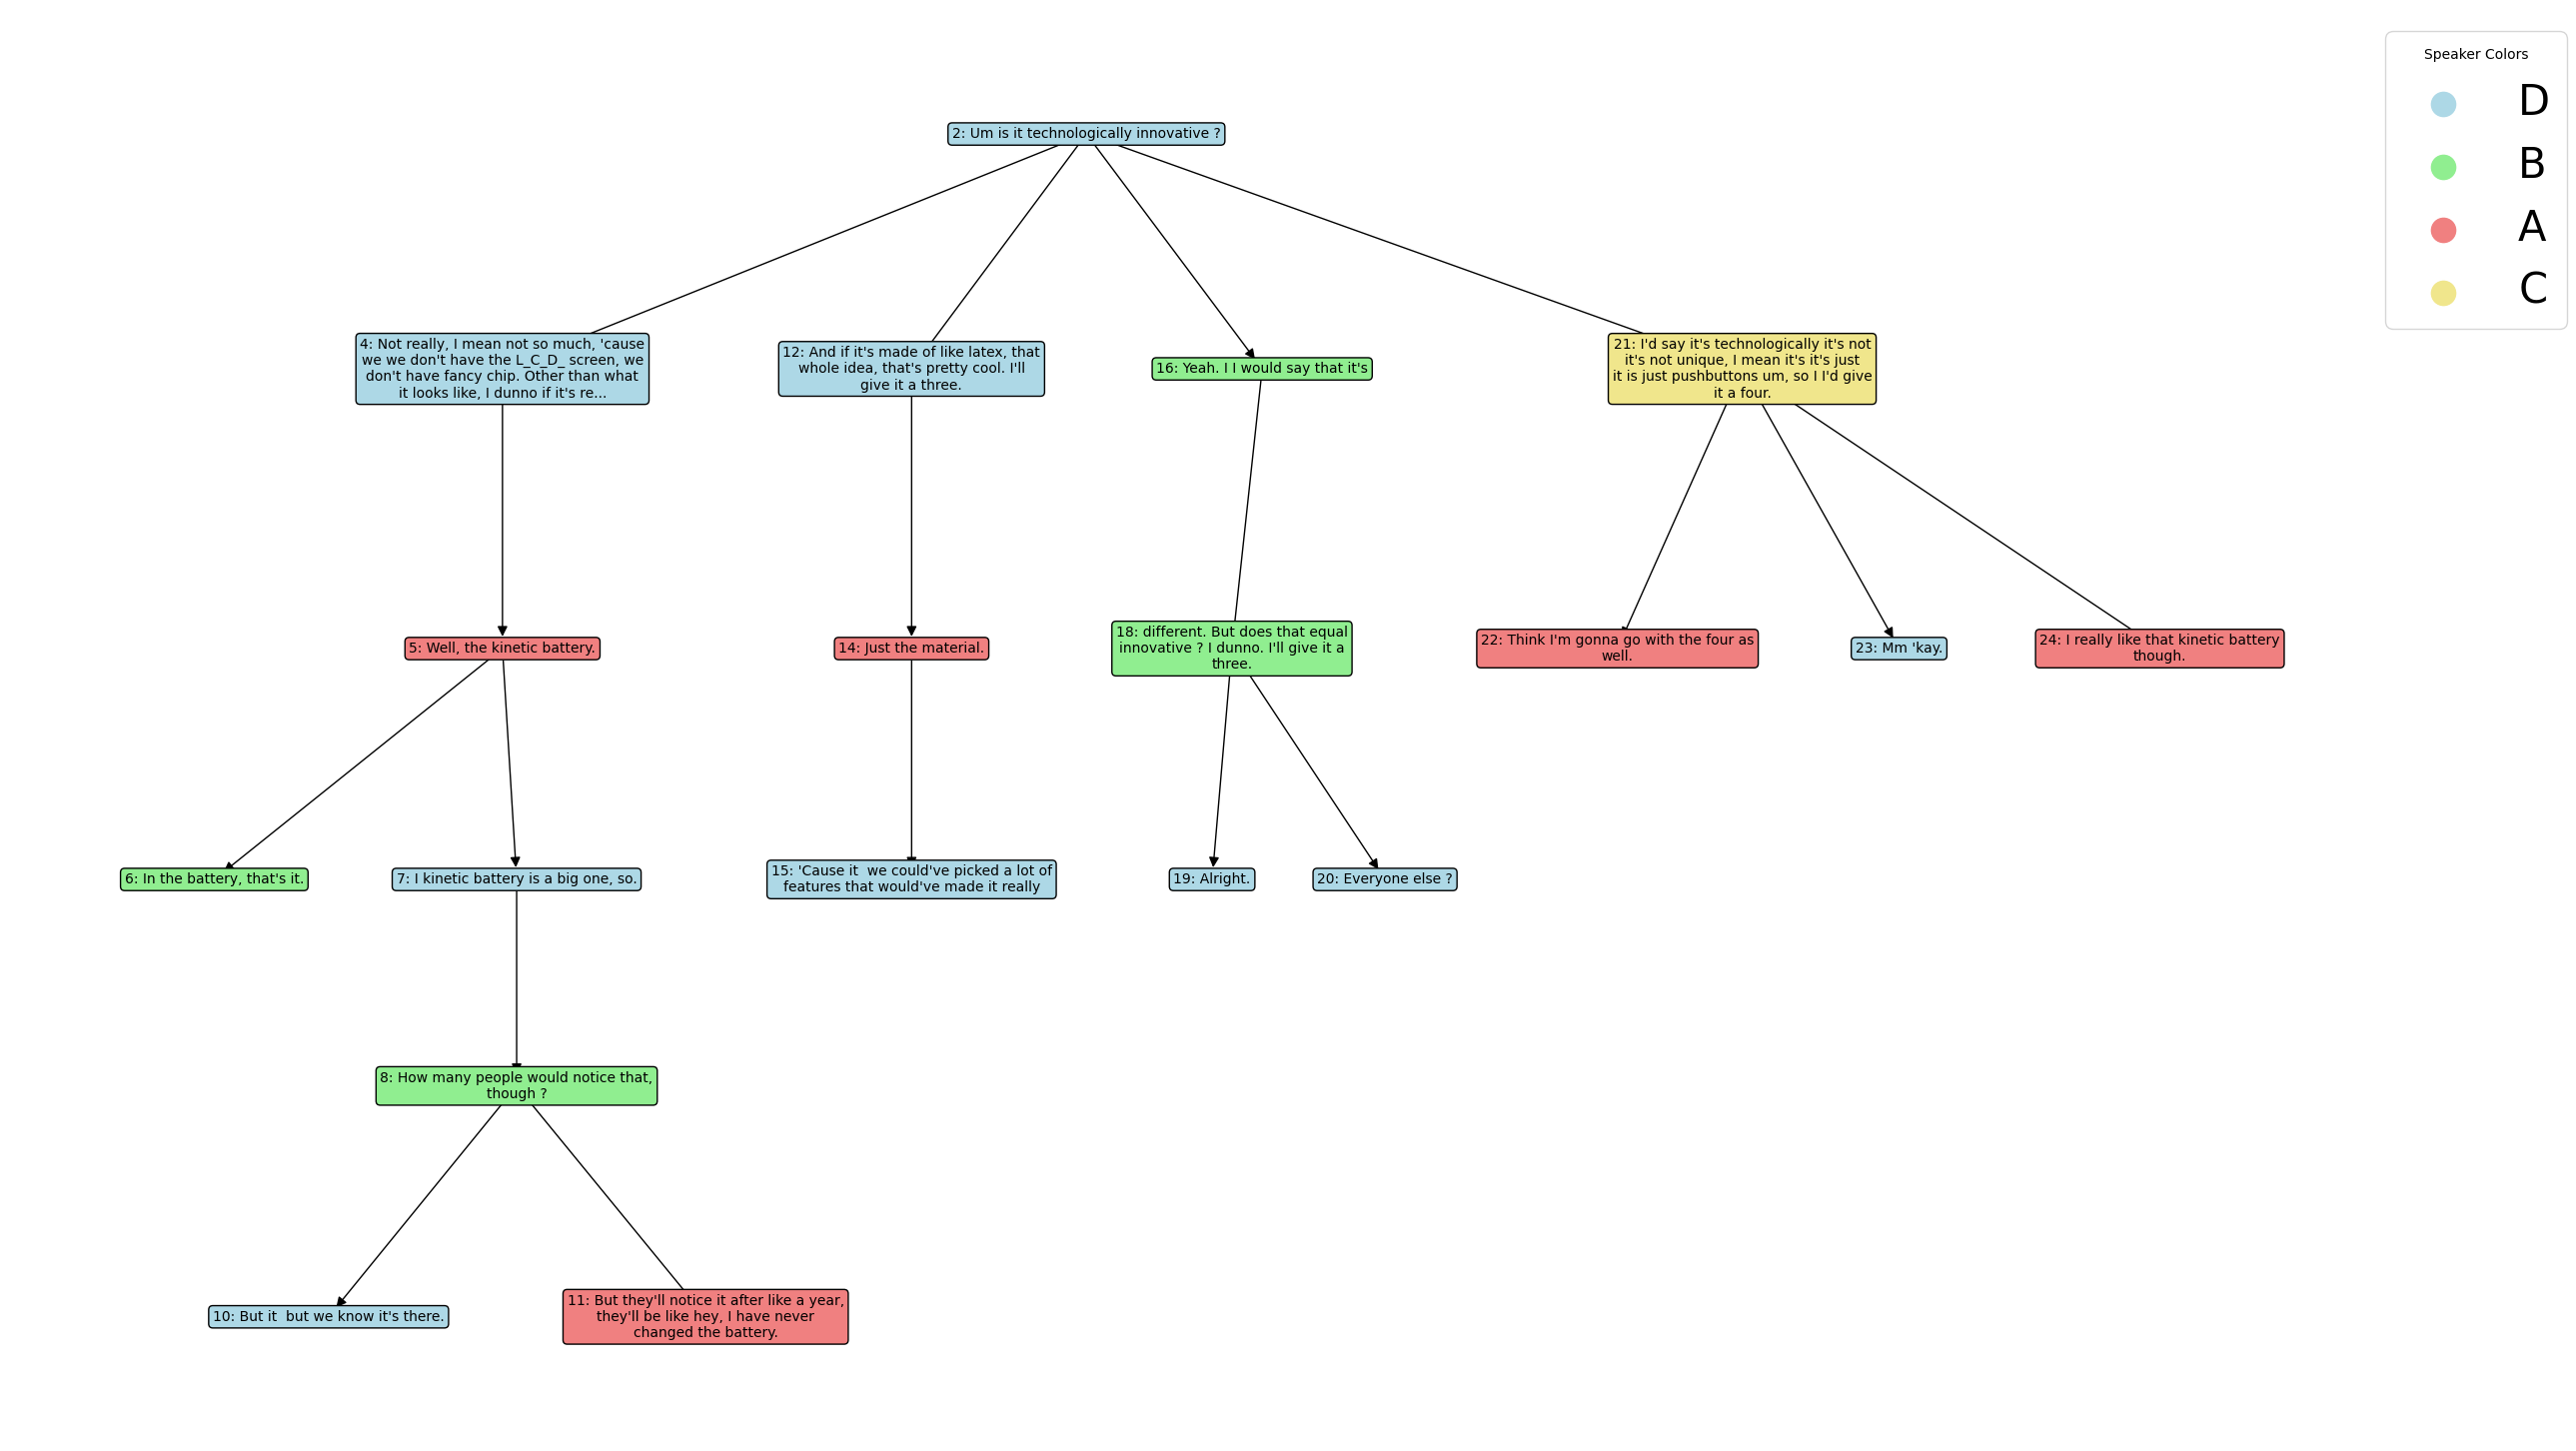 Speaker Colors
D
B
A
C
2: Um is it technologically innovative ?
4: Not really, I mean not so much, 'cause
we we don't have the L_C_D_ screen, we
don't have fancy chip. Other than what
it looks like, I dunno if it's re...
12: And if it's made of like latex, that
whole idea, that's pretty cool. I'll
give it a three.
16: Yeah. I I would say that it's
21: I'd say it's technologically it's not
it's not unique, I mean it's it's just
it is just pushbuttons um, so I I'd give
it a four.
5: Well, the kinetic battery.
14: Just the material.
18: different. But does that equal
innovative ? I dunno. I'll give it a
three.
22: Think I'm gonna go with the four as
well.
23: Mm 'kay.
24: I really like that kinetic battery
though.
6: In the battery, that's it.
7: I kinetic battery is a big one, so.
15: 'Cause it  we could've picked a lot of
features that would've made it really
19: Alright.
20: Everyone else ?
8: How many people would notice that,
though ?
10: But it  but we know it's there.
11: But they'll notice it after like a year,
they'll be like hey, I have never
changed the battery.